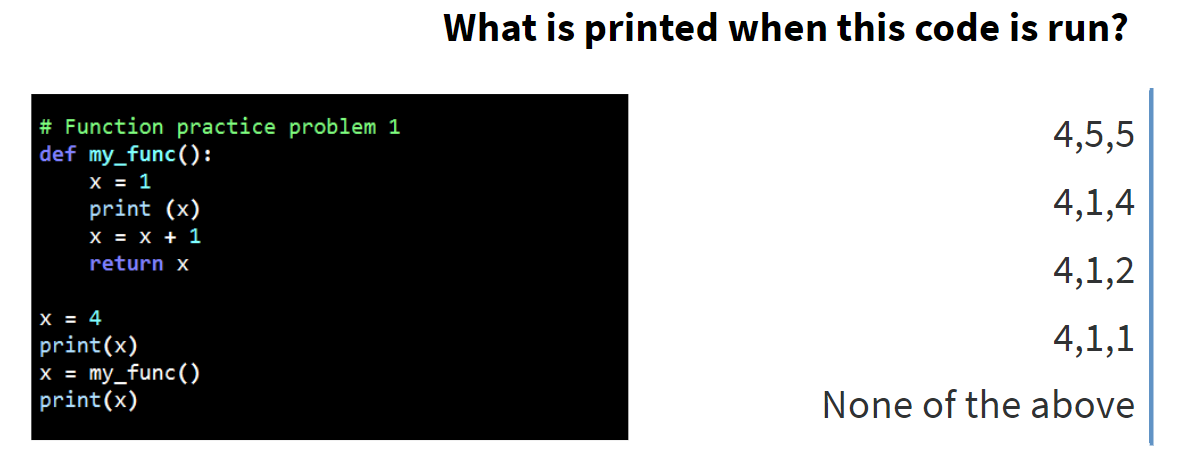 What is printed when this code is run?
# Function practice problem 1
def my_func():
    x = 1
    print (x)
    x = x + 1
    return x

x = 4
print(x)
x = my_func()
print(x)
4,5,5
4,1,4
4,1,2
4,1,1
None of the above